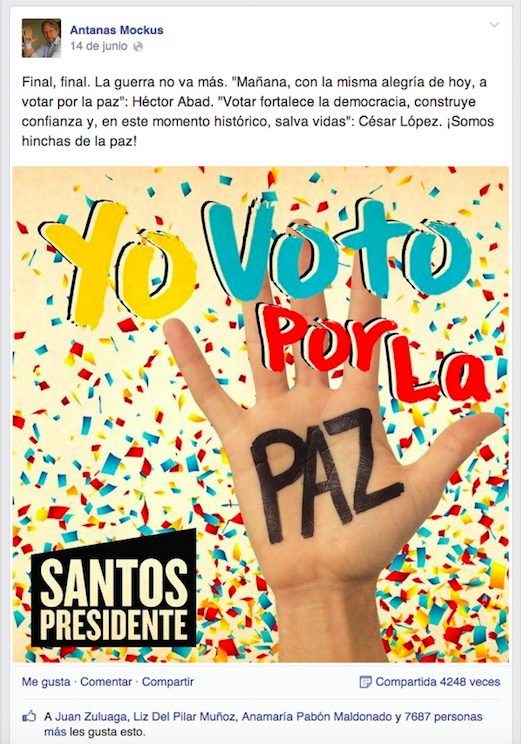 Antanas Mockus
14 de junio
Final, final. La guerra no va más. "Mañana, con la misma alegría de hoy, a
votar por la paz": Héctor Abad. "Votar fortalece la democracia, construye
confianza y, en este momento histórico, salva vidas": César López. ¡Somos
hinchas de la paz!
Yo Voto
Por La
PAZ
SANTOS
PRESIDENTE
Me gusta · Comentar · Compartir
Compartida 4248 veces
A Juan Zuluaga, Liz Del Pilar Muñoz, Anamaría Pabón Maldonado y 7687 personas
más les gusta esto.